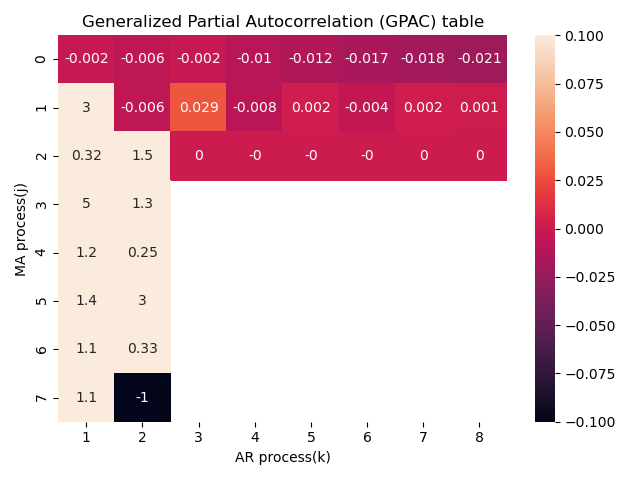 Generalized Partial Autocorrelation (GPAC) table
0 -0.002 -0.006 -0.002 -0.01 -0.012 -0.017 -0.018 -0.021
1 3 -0.006 0.029 -0.008 0.002 -0.004 0.002 0.001
2 0.32 1.5 0 -0 -0 -0 0 0
3 5 1.3
4 1.2 0.25
5 1.4 3
6 1.1 0.33
7 1.1 -1
1 2 3 4 5 6 7 8
AR process(k)
MA process(j)
0.100
0.075
0.050
0.025
0.000
−0.025
−0.050
−0.075
−0.100